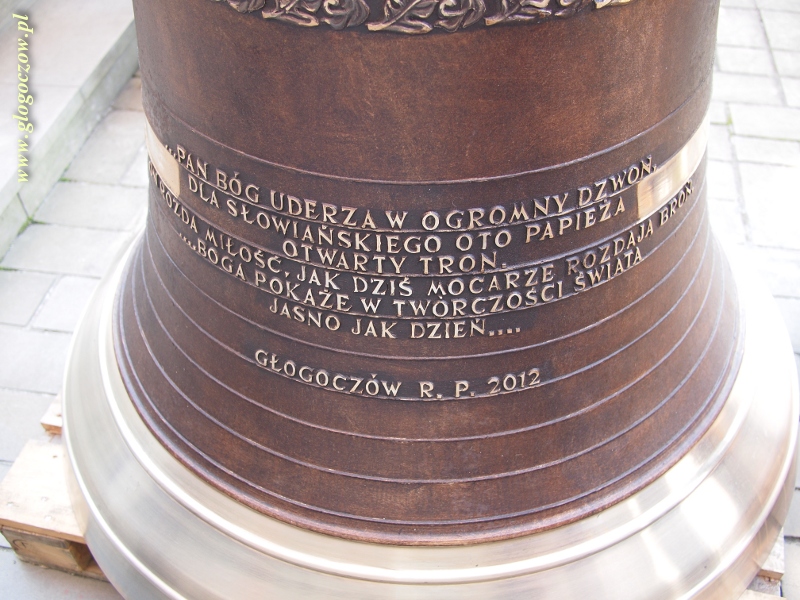 www.glogoczow.pl
...PAN BÓG UDERZA W OGROMNY DZWON,
DLA SŁOWIAŃSKIEGO OTO PAPIEŻA
OTWARTY TRON.
ROZDA MIŁOŚĆ, JAK DZIŚ MOCARZE ROZDAJĄ BROŃ,
....BOGA POKAŻE W TWÓRCZOŚCI ŚWIATA
JASNO JAK DZIEŃ....
GŁOGOCZÓW R. P. 2012